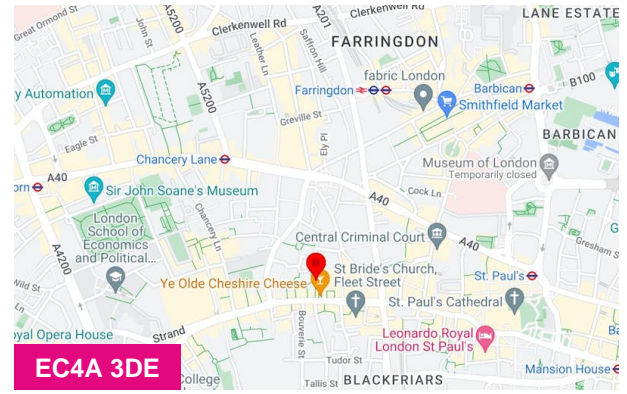 Great Ormond St
John St
Clerkenwell Rd
A5200
Leather Ln
Saffron Hill
A201
Clerkenwell Rd
LANE ESTATE
FARRINGDON
fabric London
Farringdon
Barbican
B100
Smithfield Market
y Automation
A5200
Greville St
Ely Pl
BARBICAN
Eagle St
Chancery Lane
Museum of London
Temporarily closed
A40
orn
Sir John Soane's Museum
Cock Ln
A40
London
School of
Economics
and Political...
Chancery Ln
Central Criminal Court
A40
Gresham S
A4200
St Bride's Church,
Fleet Street
St. Paul's
Ye Olde Cheshire Cheese
Wild St
St. Paul's Cathedral
oyal Opera House
Strand
Bouverie St
Leonardo Royal
London St Paul's
Ba
EC4A 3DE
Tudor St
Mansion House
College
Tallis St
BLACKFRIARS